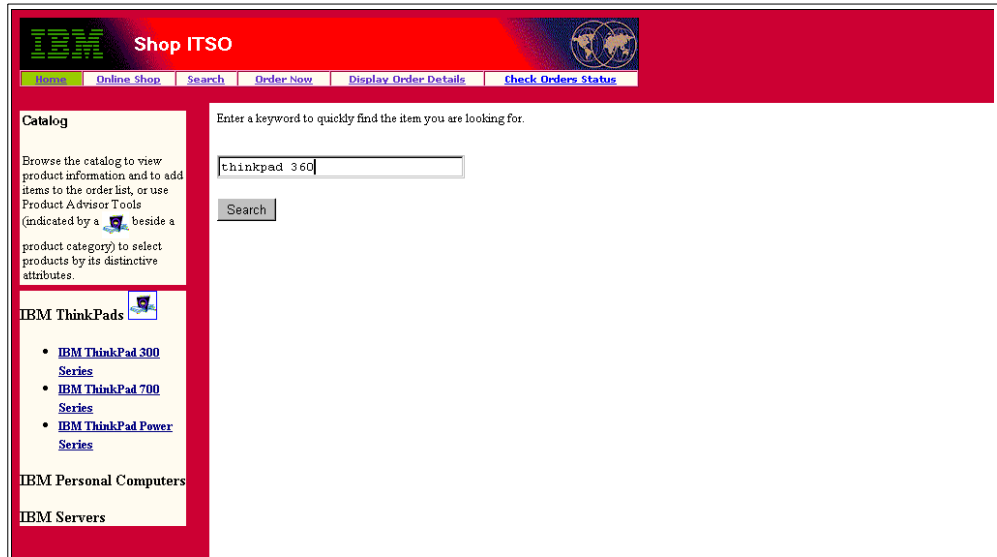 IBM Shop ITSO
Home Online Shop Search Order Now Display Order Details Check Orders Status
Catalog
Browse the catalog to view
product information and to add
items to the order list, or use
Product Advisor Tools
(indicated by a beside a
product category) to select
products by its distinctive
attributes.
IBM ThinkPads
• IBM ThinkPad 300
Series
• IBM ThinkPad 700
Series
• IBM ThinkPad Power
Series
IBM Personal Computers
IBM Servers
Enter a keyword to quickly find the item you are looking for.
thinkpad 360
Search